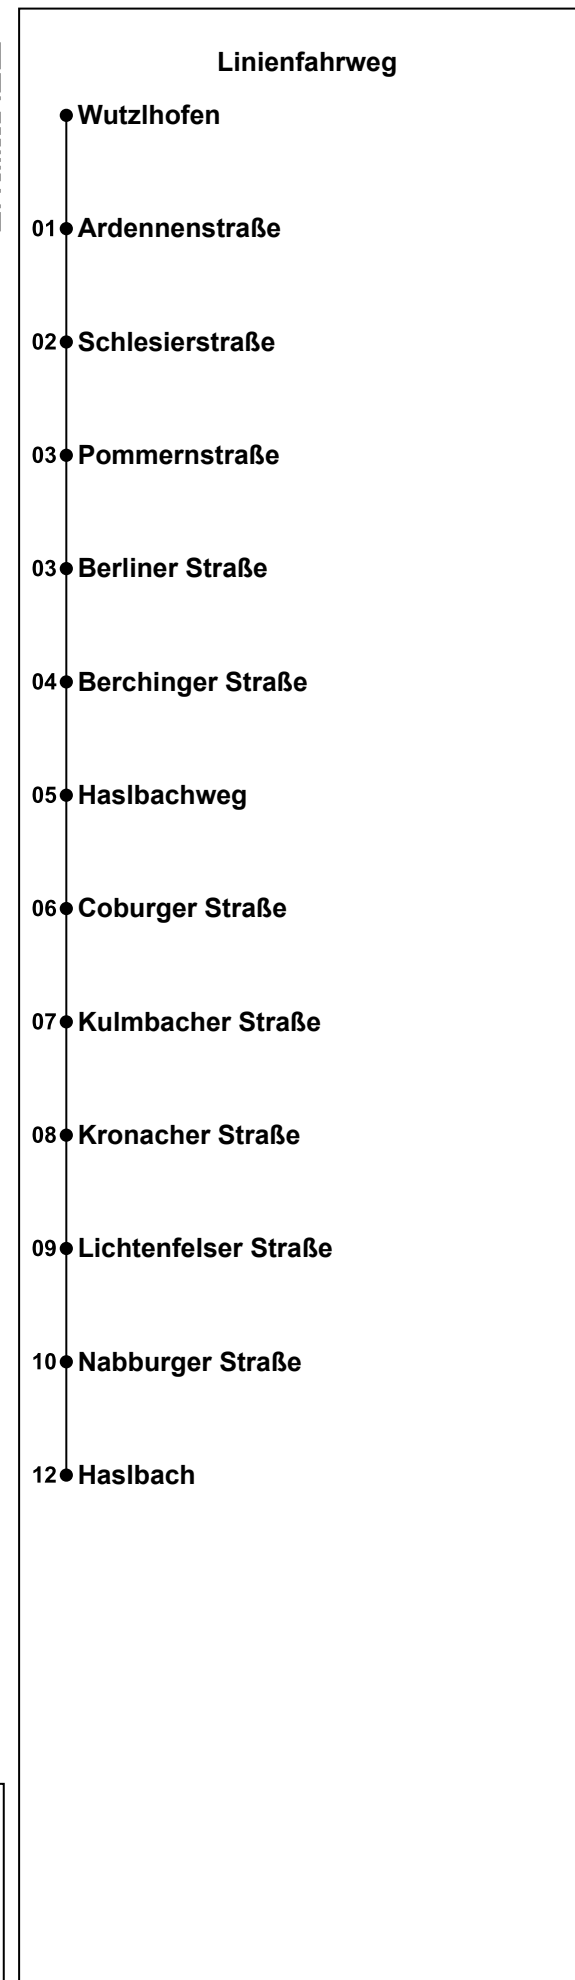 Linienfahrweg
Wutzlhofen
01 Ardennenstraße
02 Schlesierstraße
03 Pommernstraße
03 Berliner Straße
04 Berchinger Straße
05 Haslbachweg
06 Coburger Straße
07 Kulmbacher Straße
08 Kronacher Straße
09 Lichtenfelser Straße
10 Nabburger Straße
12 Haslbach